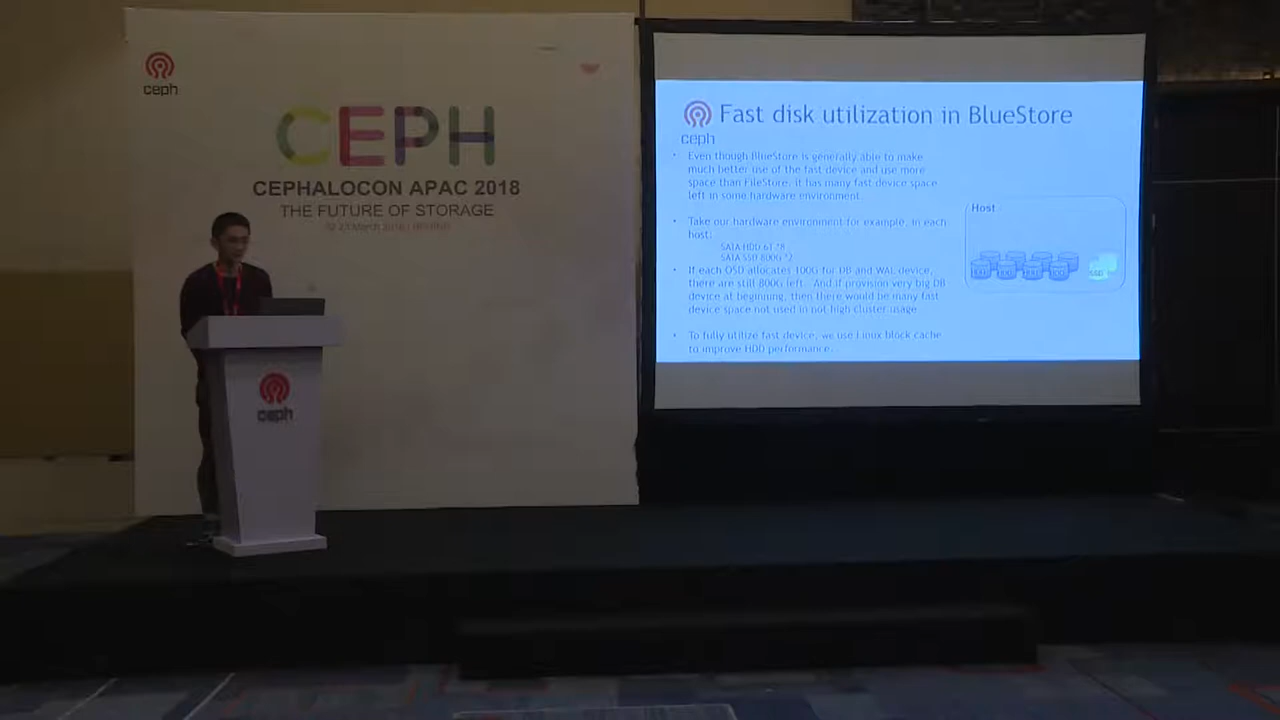 ceph
CEPH
CEPHALOCON APAC 2018
THE FUTURE OF STORAGE
ceph
Fast disk utilization in BlueStore
ceph
• Even though BlueStore is generally able to make
much better use of the fast device and use more
space than FileStore, it has many fast device space
left in some hardware environment.
• Take our hardware environment for example, in each
host:
SATA HDD 6T *8
SATA SSD 800G *2
• If each OSD allocates 100G for DB and WAL device,
there are still 800G left. And if provision very big DB
device at beginning, then there would be many fast
device space not used in not high cluster usage
• To fully utilize fast device, we use Linux block cache
to improve HDD performance.
Host
SSD